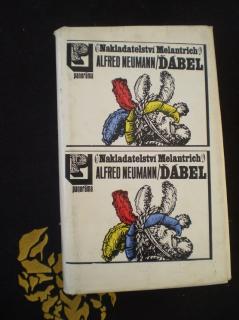 Nakladatelství Melantrich
ALFRED NEUMANN/ĎÁBEL
panoráma
Nakladatelství Melantrich
ALFRED NEUMANN/ĎÁBEL
panoráma